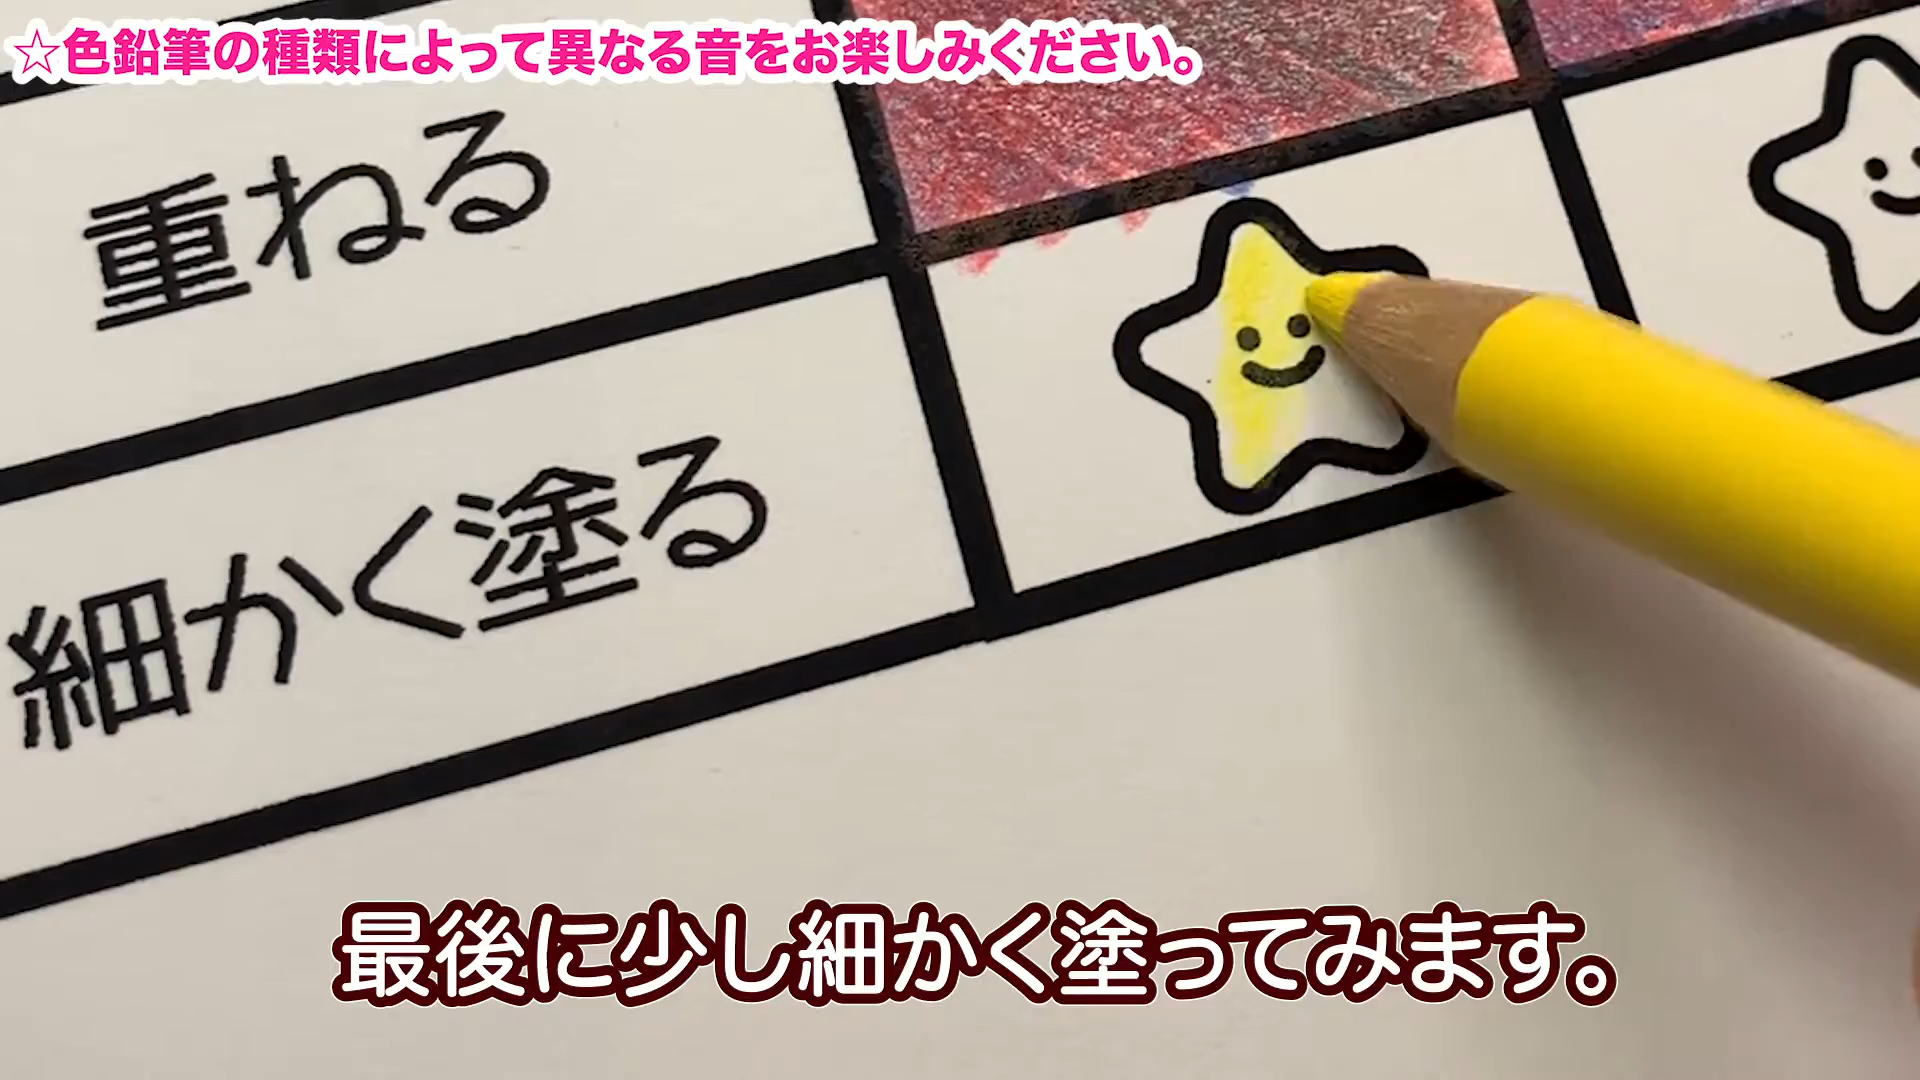 ☆色鉛筆の種類によって異なる音をお楽しみください。
重ねる
細かく塗る
最後に少し細かく塗ってみます。